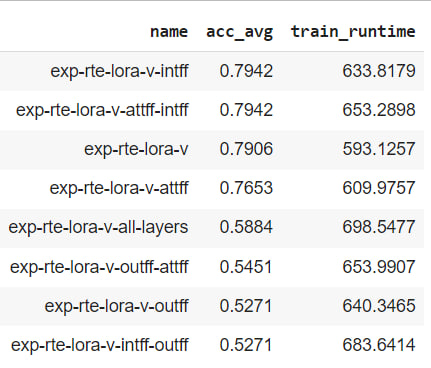 name acc_avg train_runtime
exp-rte-lora-v-intff 0.7942 633.8179
exp-rte-lora-v-attff-intff 0.7942 653.2898
exp-rte-lora-v 0.7906 593.1257
exp-rte-lora-v-attff 0.7653 609.9757
exp-rte-lora-v-all-layers 0.5884 698.5477
exp-rte-lora-v-outff-attff 0.5451 653.9907
exp-rte-lora-v-outff 0.5271 640.3465
exp-rte-lora-v-intff-outff 0.5271 683.6414